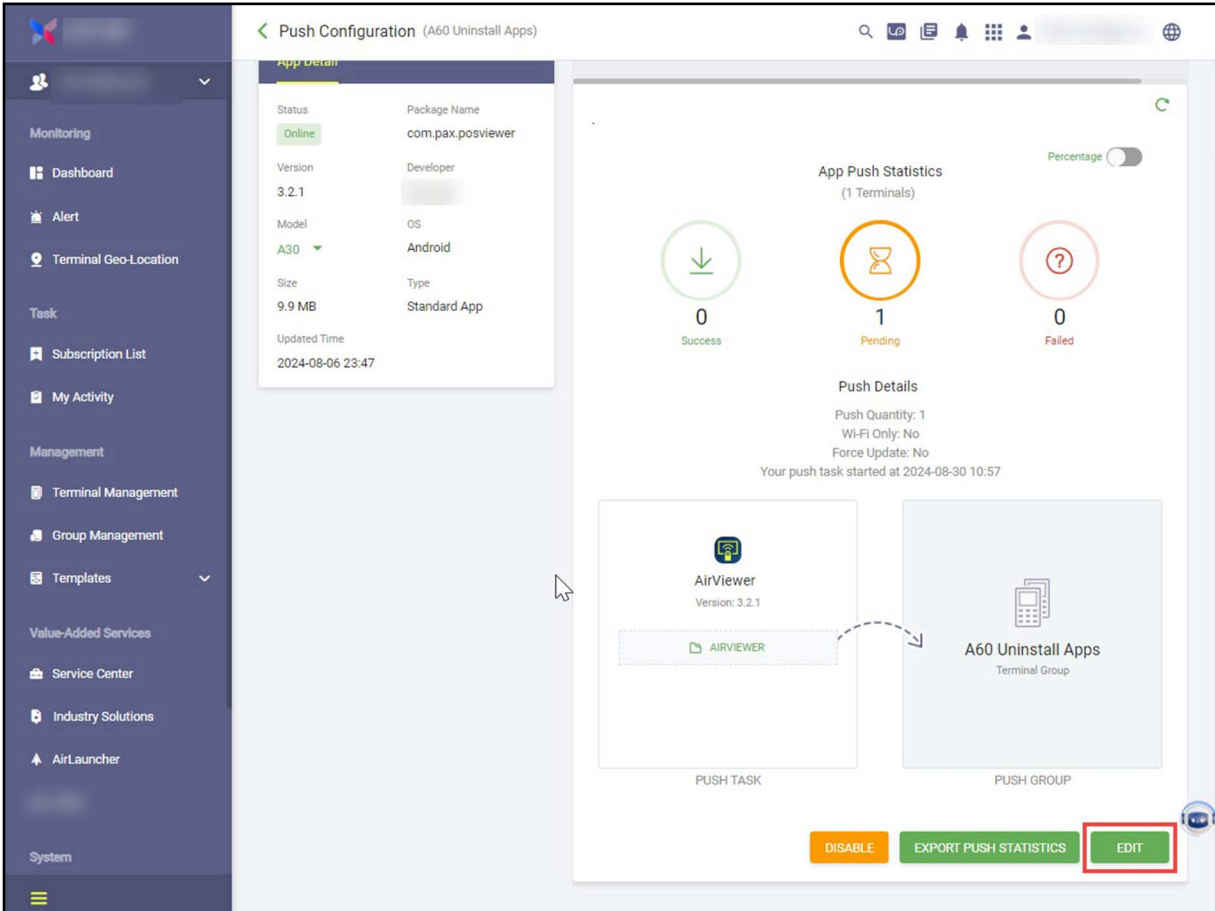 Push Configuration (A60 Uninstall Apps)
Monitoring
Dashboard
Alert
Terminal Geo-Location
Task
Subscription List
My Activity
Management
Terminal Management
Group Management
Templates
Value-Added Services
Service Center
Industry Solutions
AirLauncher
System
App Detail
Status
Package Name
Online
com.pax.posviewer
Version
Developer
3.2.1
Model
OS
A30
Android
Size
Type
9.9 MB
Standard App
Updated Time
2024-08-06 23:47
Percentage
App Push Statistics
(1 Terminals)
0
1
0
Success
Pending
Failed
Push Details
Push Quantity: 1
Wi-Fi Only: No
Force Update: No
Your push task started at 2024-08-30 10:57
AirViewer
Version: 3.2.1
AIRVIEWER
A60 Uninstall Apps
Terminal Group
PUSH TASK
PUSH GROUP
DISABLE
EXPORT PUSH STATISTICS
EDIT